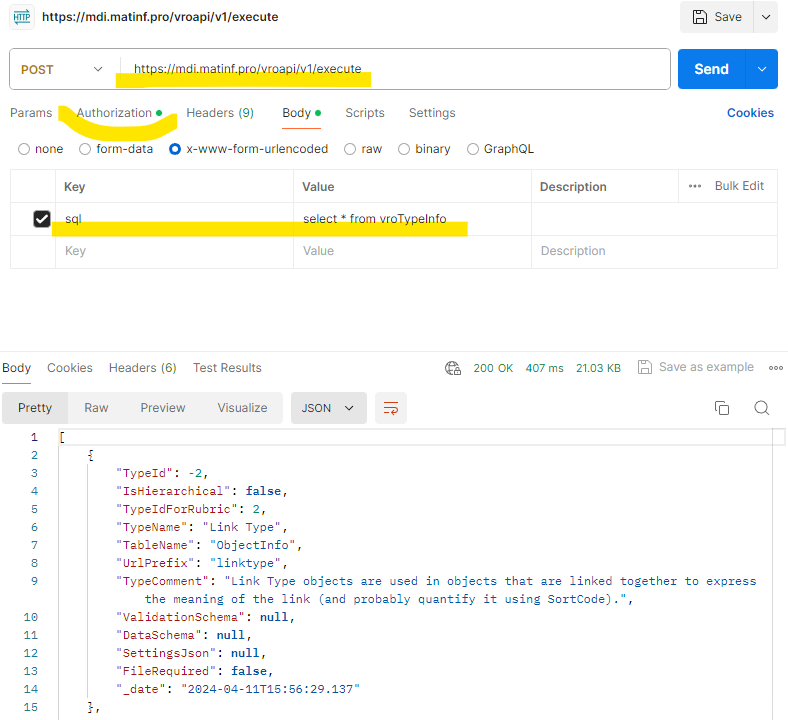 HTTP https://mdi.matinf.pro/vroapi/v1/execute Save
POST https://mdi.matinf.pro/vroapi/v1/execute Send
Params Authorization Headers (9) Body Scripts Settings Cookies
none form-data x-www-form-urlencoded raw binary GraphQL
Key Value Description ••• Bulk Edit
sql select * from vroTypeInfo
Key Value Description
Body Cookies Headers (6) Test Results 200 OK 407 ms 21.03 KB Save as example
Pretty Raw Preview Visualize JSON
1 [
2 {
3 "TypeId": -2,
4 "IsHierarchical": false,
5 "TypeIdForRubric": 2,
6 "TypeName": "Link Type",
7 "TableName": "ObjectInfo",
8 "UrlPrefix": "linktype",
9 "TypeComment": "Link Type objects are used in objects that are linked together to express
the meaning of the link (and probably quantify it using SortCode).",
10 "ValidationSchema": null,
11 "DataSchema": null,
12 "SettingsJson": null,
13 "FileRequired": false,
14 "_date": "2024-04-11T15:56:29.137"
15 },